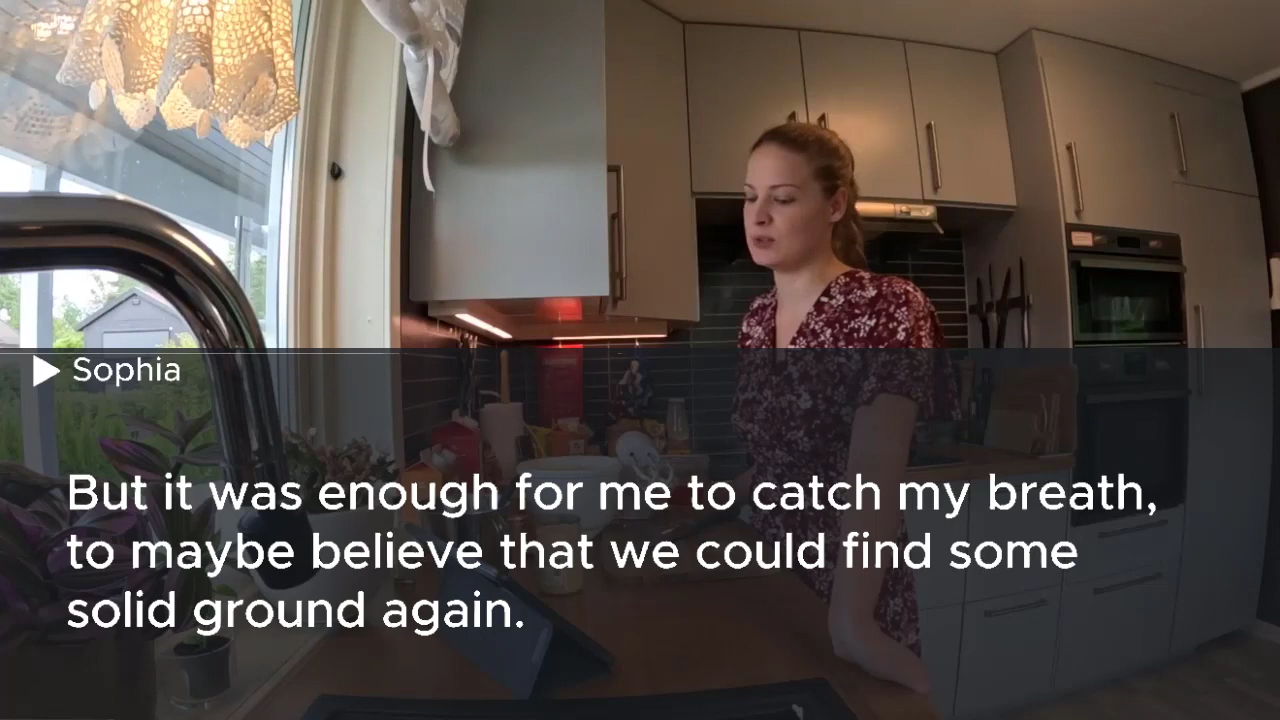 Sophia
But it was enough for me to catch my breath,
to maybe believe that we could find some
solid ground again.